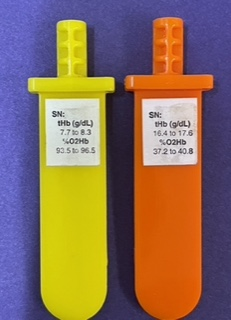 SN:
tHb (g/dL)
7.7 to 8.3
%O2Hb
93.5 to 96.5
SN:
tHb (g/dL)
16.4 to 17.6
%O2Hb
37.2 to 40.8